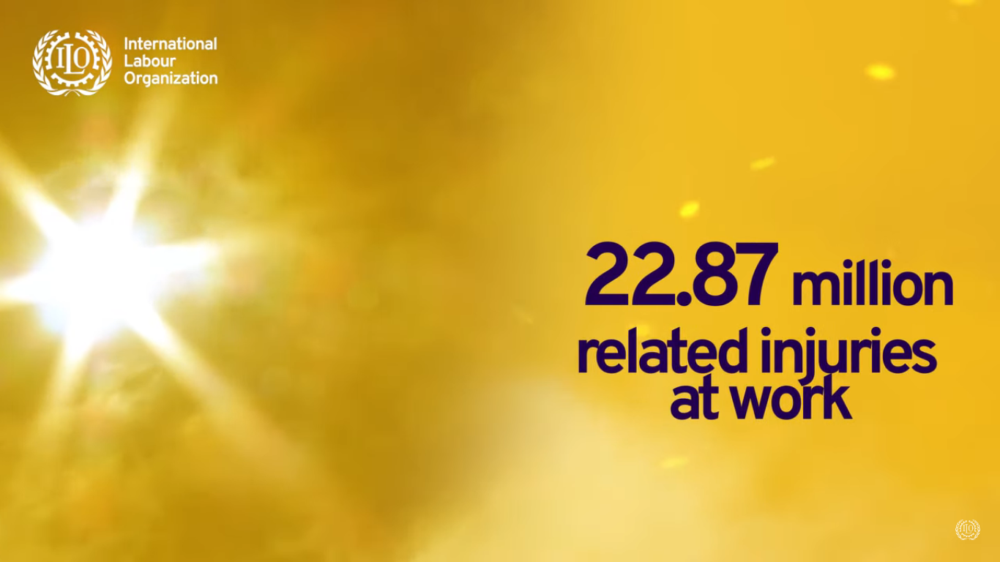 International
Labour
Organization
ILO
22.87 million
related injuries
at work
ILO